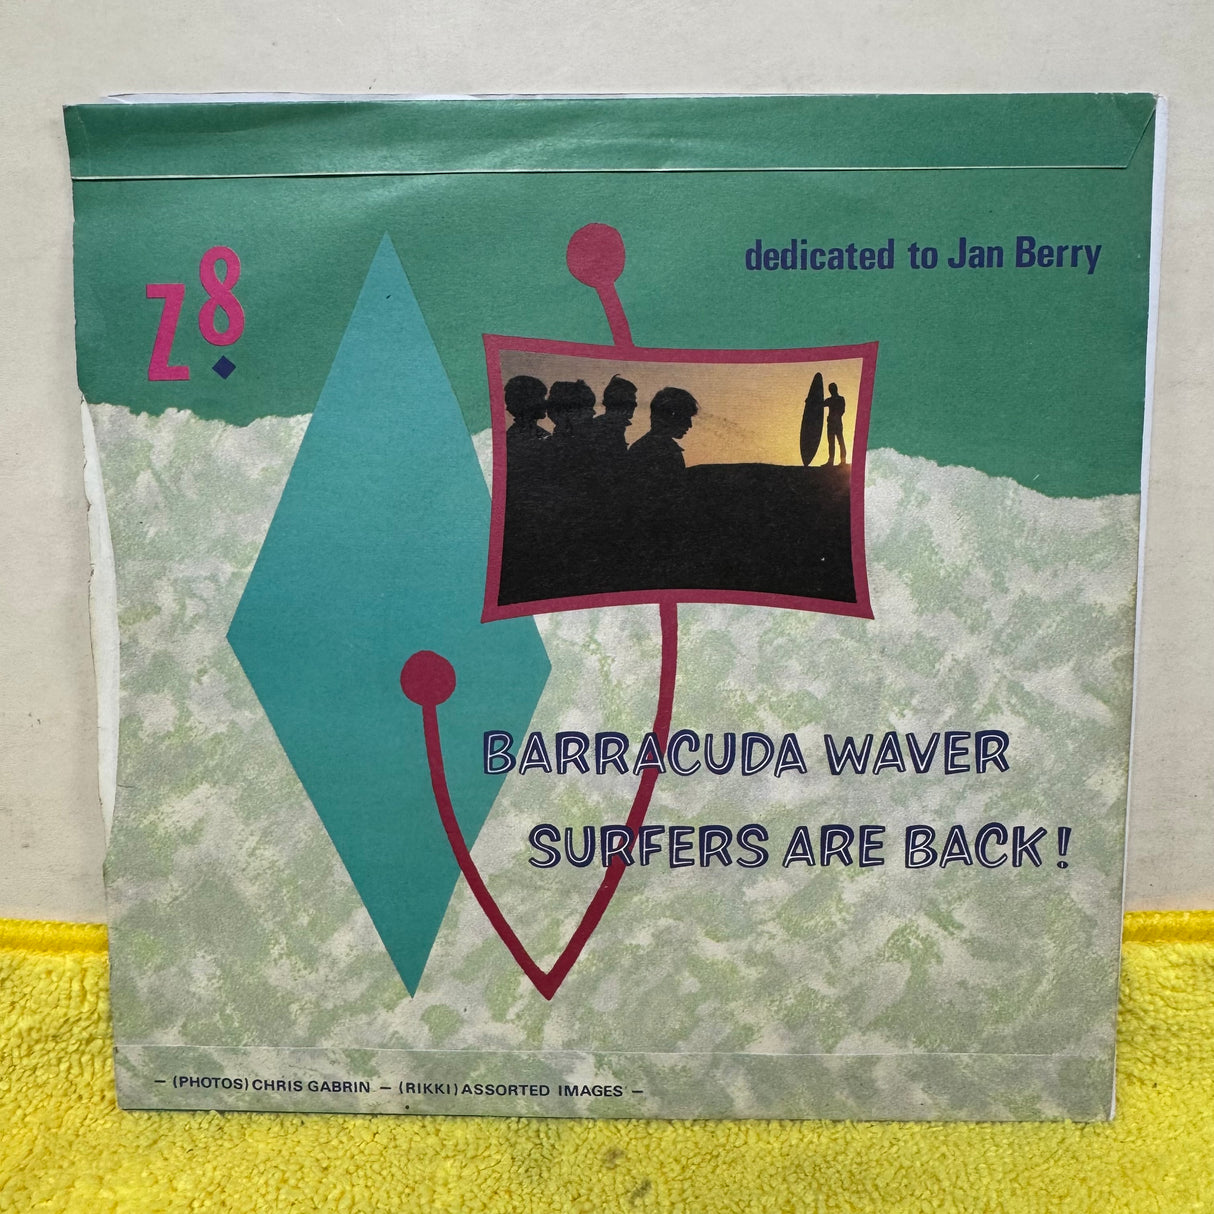 Z8
dedicated to Jan Berry
BARRACUDA WAVER
SURFERS ARE BACK!
– (PHOTOS) CHRIS GABRIN – (RIKKI) ASSORTED IMAGES –